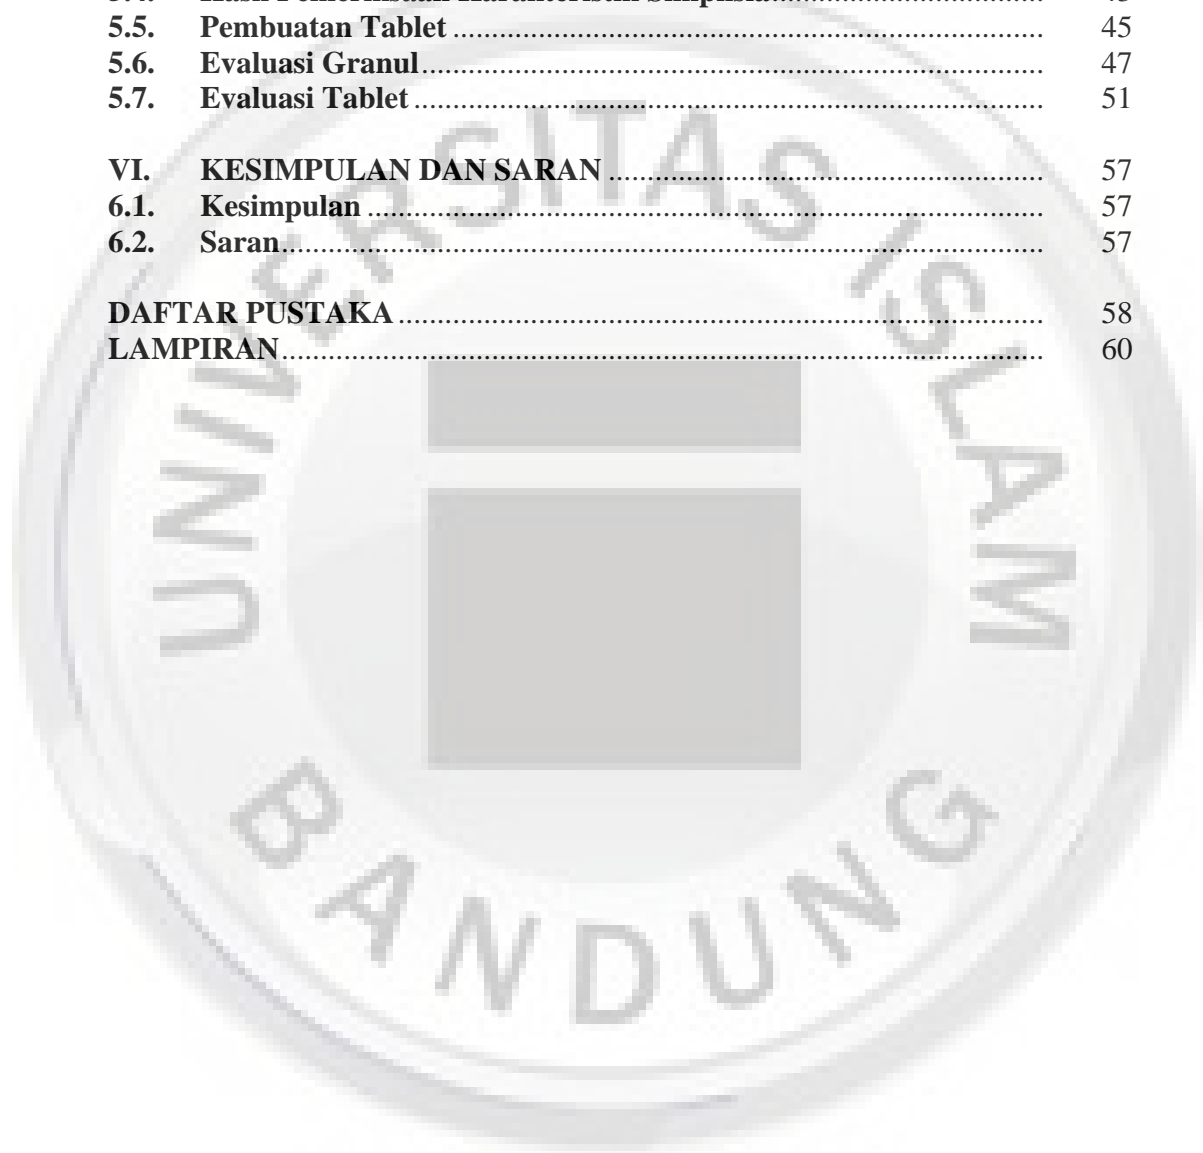 5.5. Pembuatan Tablet ........................................................................... 45
5.6. Evaluasi Granul ............................................................................... 47
5.7. Evaluasi Tablet ................................................................................ 51
VI. KESIMPULAN DAN SARAN ....................................................... 57
6.1. Kesimpulan ...................................................................................... 57
6.2. Saran ................................................................................................. 57
DAFTAR PUSTAKA .................................................................................. 58
LAMPIRAN ................................................................................................. 60
UNIVERSITAS ISLAM
BANDUNG